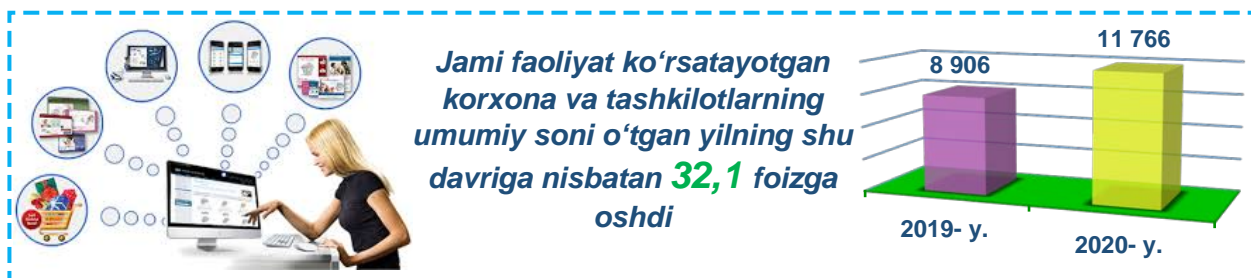 Jami faoliyat ko‘rsatayotgan
korxona va tashkilotlarning
umumiy soni o‘tgan yilning shu
davriga nisbatan 32,1 foizga
oshdi
8 906
11 766
2019- y.
2020- y.